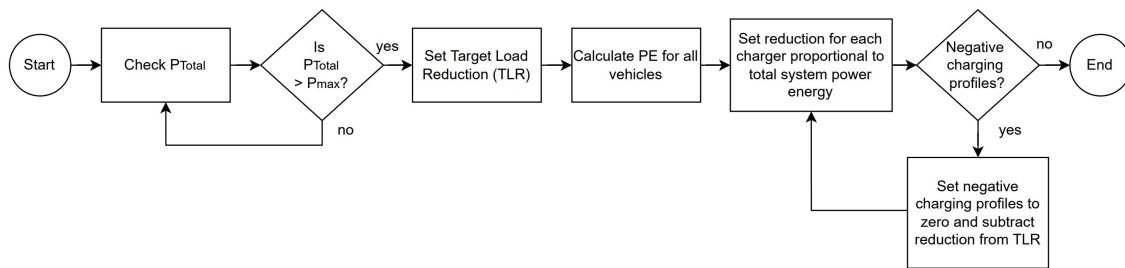 Start
Check PTotal
Is
PTotal
> Pmax?
yes
no
Set Target Load
Reduction (TLR)
Calculate PE for all
vehicles
Set reduction for each
charger proportional to
total system power
energy
Negative
charging
profiles?
no
End
yes
Set negative
charging profiles to
zero and subtract
reduction from TLR